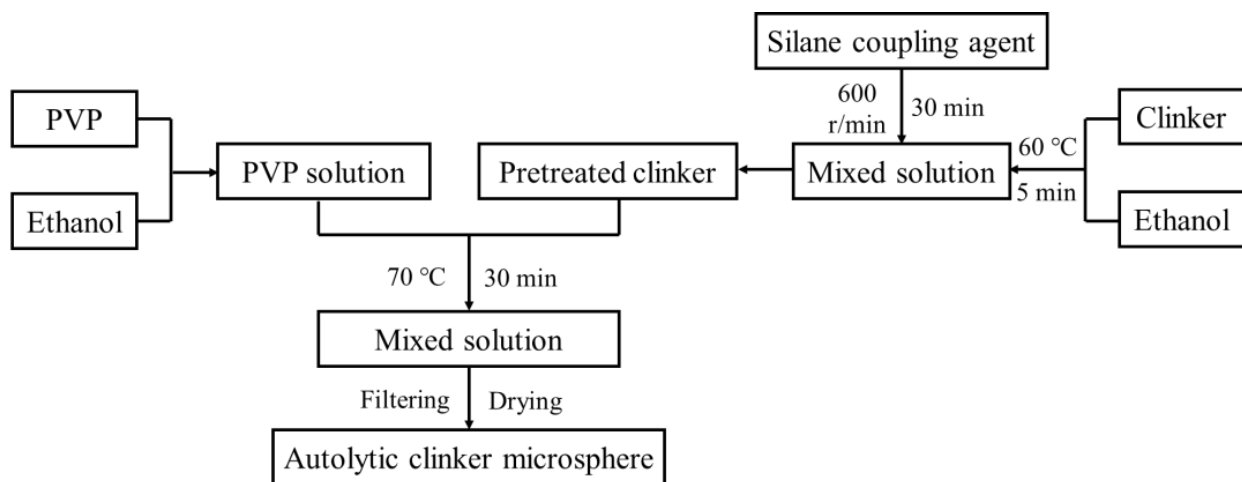 Silane coupling agent
600
r/min
30 min
PVP
Ethanol
PVP solution
Pretreated clinker
Mixed solution
60 °C
5 min
Clinker
Ethanol
70 °C
30 min
Mixed solution
Filtering
Drying
Autolytic clinker microsphere